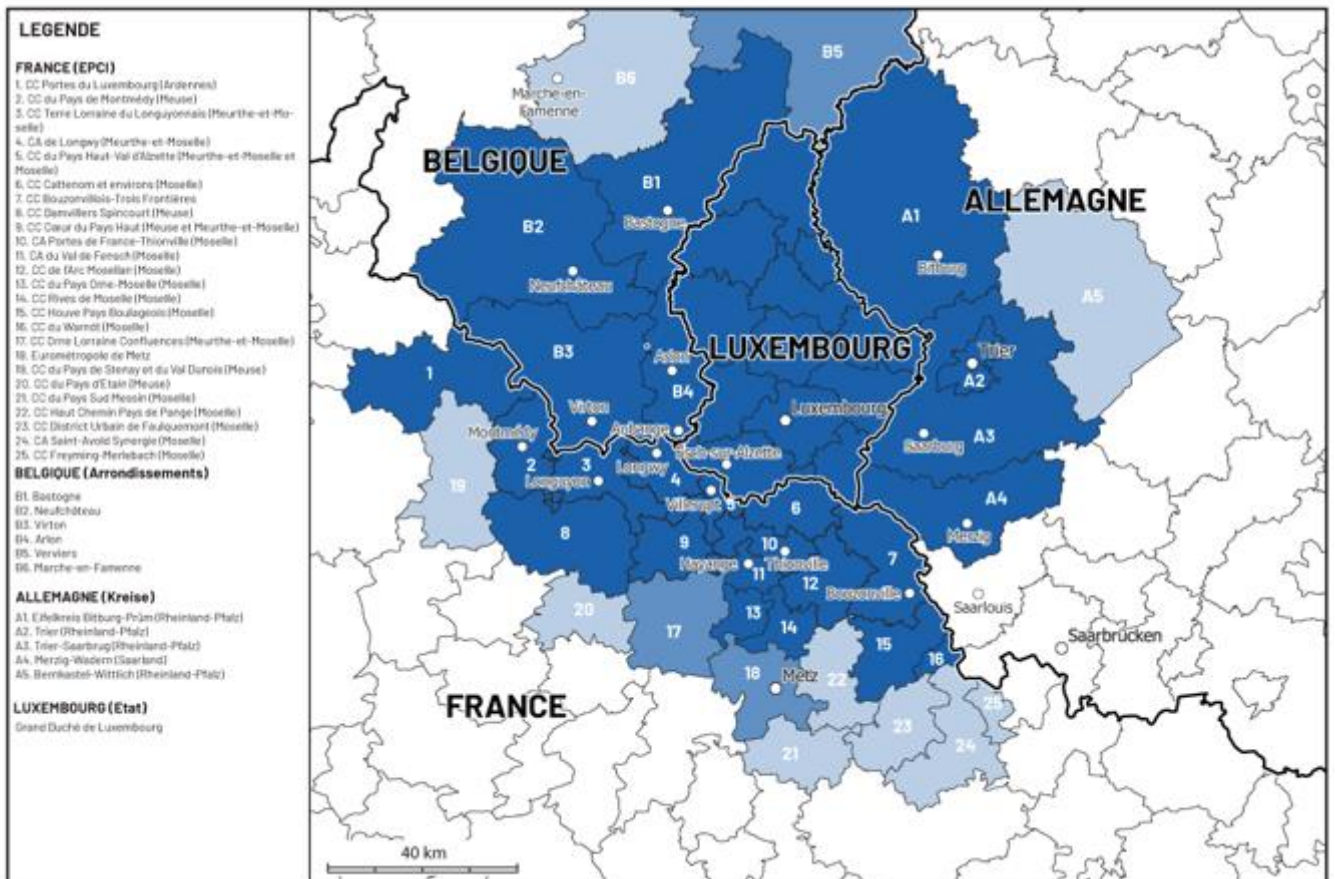 LEGENDE
FRANCE (EPCI)
1. CC Portes du Luxembourg (Ardennes)
2. CC du Pays de Montmédy (Meuse)
3. CC Terre Lorraine du Longuyonnais (Meurthe-et-Mo-
selle)
4. CA de Longwy (Meurthe-et-Moselle)
5. CC du Pays Haut-Val d'Alzette (Meurthe-et-Moselle et
Moselle)
6. CC Cattenom et environs (Moselle)
7. CC Bouzonvillois-Trois Frontières
8. CC Damvillers Spincourt (Meuse)
9. CC Cœur du Pays Haut (Meuse et Meurthe-et-Moselle)
10. CA Portes de France-Thionville (Moselle)
11. CA du Val de Fensch (Moselle)
12. CC de l'Arc Mosellan (Moselle)
13. CC du Pays Orne-Moselle (Moselle)
14. CC Rives de Moselle (Moselle)
15. CC Houve Pays Boulageois (Moselle)
16. CC du Warndt (Moselle)
17. CC Orne Lorraine Confluences (Meurthe-et-Moselle)
18. Eurométropole de Metz
19. CC du Pays de Stenay et du Val Dunois (Meuse)
20. CC du Pays d'Etain (Meuse)
21. CC du Pays Sud Messin (Moselle)
22. CC Haut Chemin Pays de Pange (Moselle)
23. CC District Urbain de Faulquemont (Moselle)
24. CA Saint-Avold Synergie (Moselle)
25. CC Freyming-Merlebach (Moselle)
BELGIQUE (Arrondissements)
B1. Bastogne
B2. Neufchâteau
B3. Virton
B4. Arlon
B5. Verviers
B6. Marche-en-Famenne
ALLEMAGNE (Kreise)
A1. Eifelkreis Bitburg-Prüm (Rheinland-Pfalz)
A2. Trier (Rheinland-Pfalz)
A3. Trier-Saarbrug (Rheinland-Pfalz)
A4. Merzig-Wadern (Saarland)
A5. Bernkastel-Wittlich (Rheinland-Pfalz)
LUXEMBOURG (Etat)
Grand Duché de Luxembourg
B5
B6
Marche-en-
Famenne
BELGIQUE
B1
Bastogne
B2
Neufchâteau
ALLEMAGNE
A1
Bitburg
A5
LUXEMBOURG
B3
Arlon
B4
Trier
A2
1
Virton
Aubange
Luxembourg
Saarburg
A3
Montmédy
2
3
Longuyon
Longwy
4
Esch-sur-Alzette
Villerupt
5
6
A4
Merzig
19
8
9
10
Hayange
Thionville
11
12
7
Bouzonville
Saarlouis
20
17
13
14
15
16
Saarbrücken
FRANCE
18
Metz
22
21
23
24
25
40 km